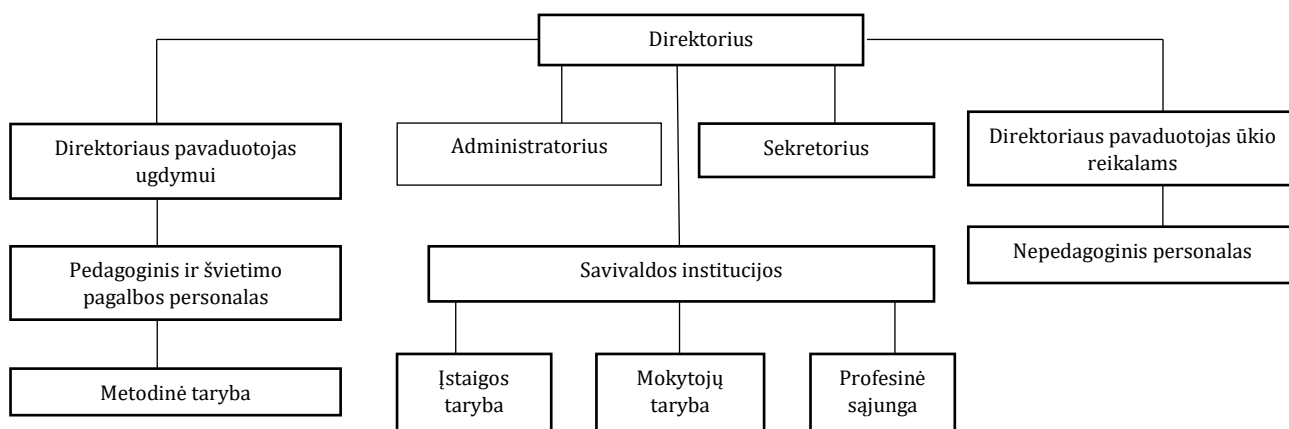 Direktorius
Direktoriaus pavaduotojas
ugdymui
Administratorius
Sekretorius
Direktoriaus pavaduotojas ūkio
reikalams
Pedagoginis ir švietimo
pagalbos personalas
Savivaldos institucijos
Nepedagoginis personalas
Metodinė taryba
Įstaigos
taryba
Mokytojų
taryba
Profesinė
sąjunga